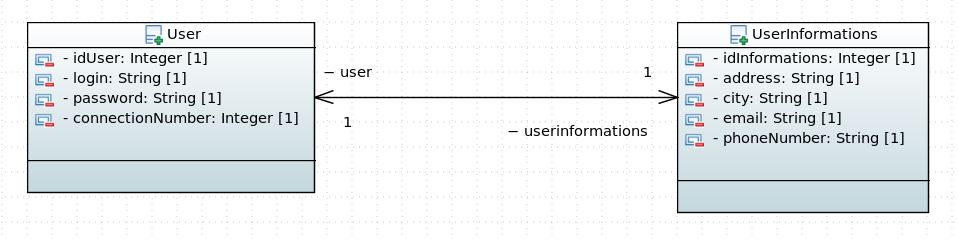 User
- idUser: Integer [1]
- login: String [1]
- password: String [1]
- connectionNumber: Integer [1]
− user
1
1
− userinformations
UserInformations
- idInformations: Integer [1]
- address: String [1]
- city: String [1]
- email: String [1]
- phoneNumber: String [1]